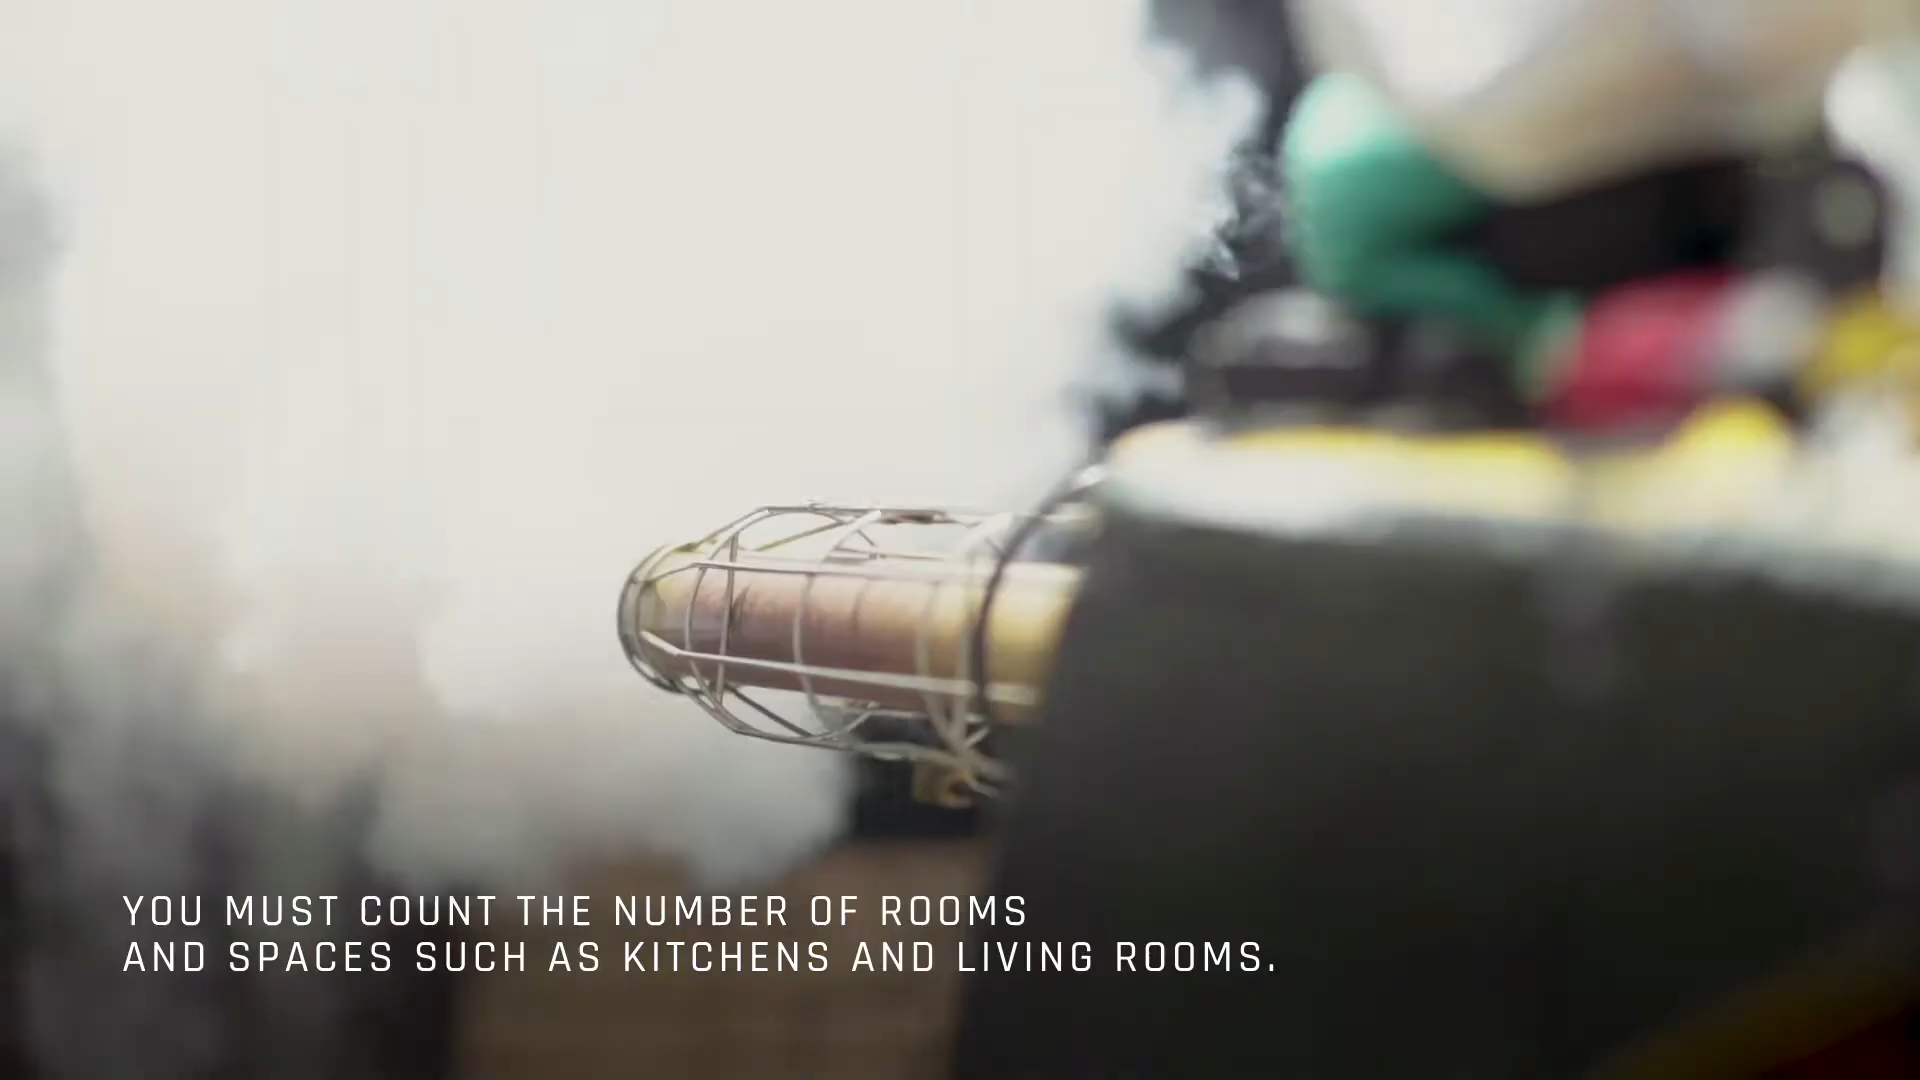 YOU MUST COUNT THE NUMBER OF ROOMS
AND SPACES SUCH AS KITCHENS AND LIVING ROOMS.